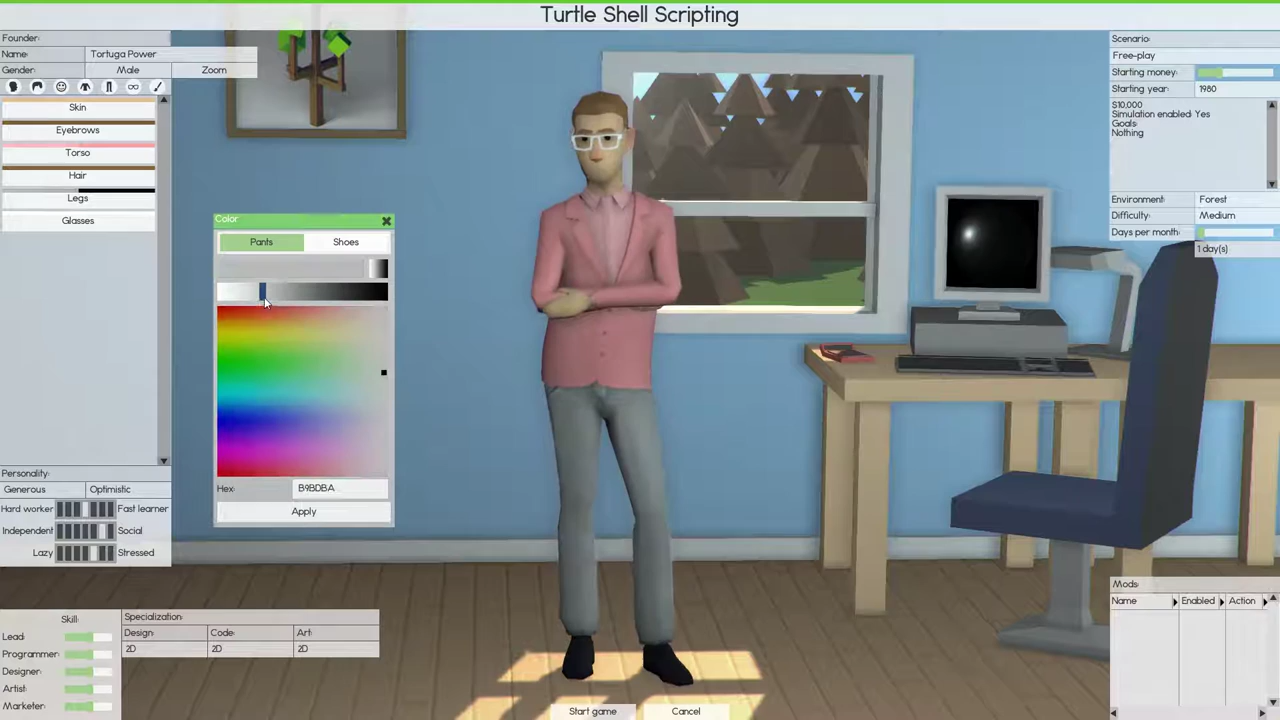 Turtle Shell Scripting
Founder:
Name: Tortuga Power
Gender: Male Zoom
Skin
Eyebrows
Torso
Hair
Legs
Glasses
Color
Pants Shoes
Hex: B9BDBA
Apply
Personality:
Generous Optimistic
Hard worker Fast learner
Independent Social
Lazy Stressed
Skill:
Lead:
Programmer:
Designer:
Artist:
Marketer:
Specialization:
Design: Code: Art:
2D 2D 2D
Start game Cancel
Scenario:
Free-play
Starting money:
Starting year: 1980
$10,000
Simulation enabled: Yes
Goals:
Nothing
Environment: Forest
Difficulty: Medium
Days per month:
1 day(s)
Mods:
Name Enabled Action